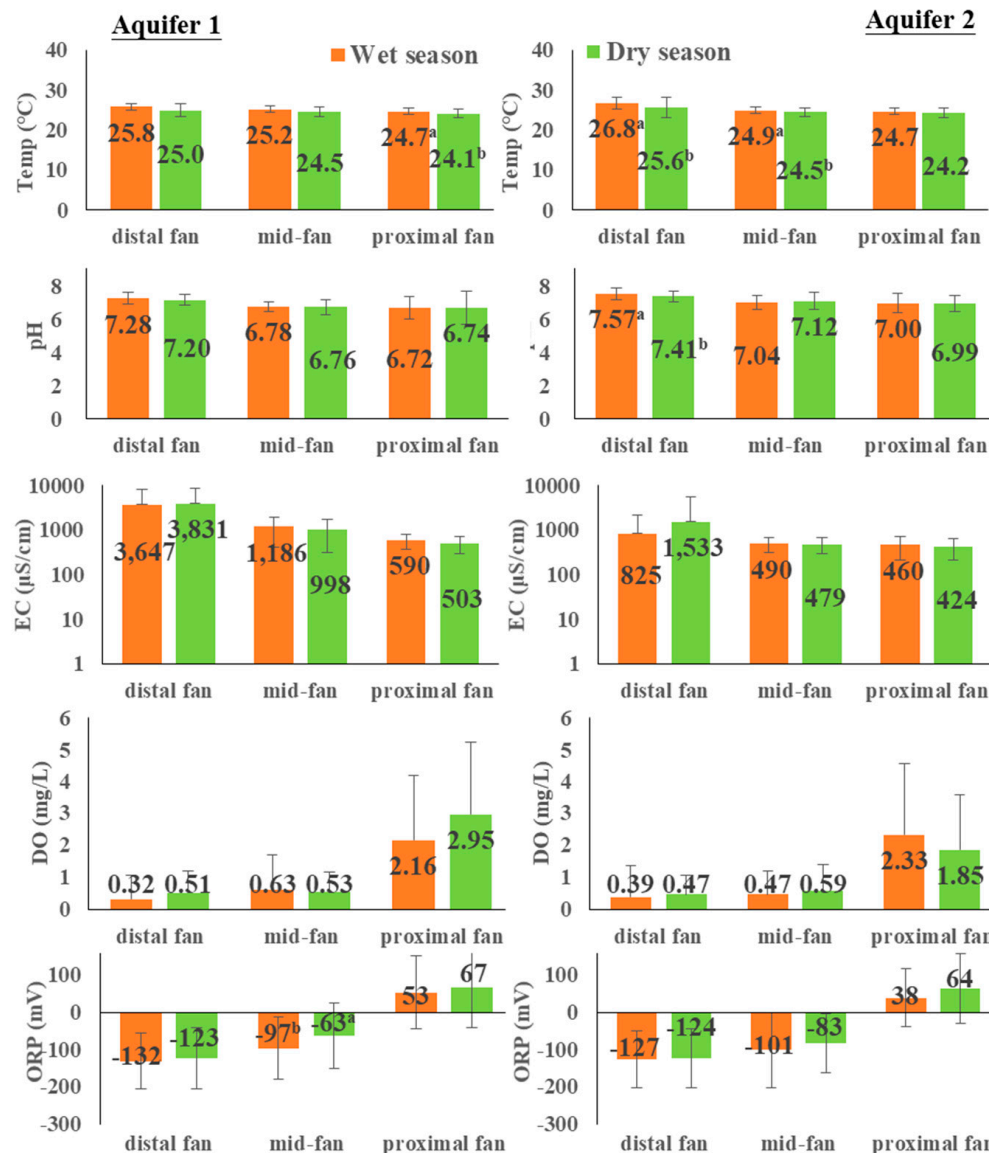 Aquifer 1
Aquifer 2
Wet season
Dry season
Temp (°C)
40
30
20
10
0
25.8
25.0
25.2
24.5
24.7a
24.1b
distal fan
mid-fan
proximal fan
Temp (°C)
40
30
20
10
0
26.8a
25.6b
24.9a
24.5b
24.7
24.2
distal fan
mid-fan
proximal fan
pH
8
6
4
2
0
7.28
7.20
6.78
6.76
6.72
6.74
distal fan
mid-fan
proximal fan
8
6
4
2
0
7.57a
7.41b
7.04
7.12
7.00
6.99
distal fan
mid-fan
proximal fan
EC (µS/cm)
10000
1000
100
10
1
3,647
3,831
1,186
998
590
503
distal fan
mid-fan
proximal fan
EC (µS/cm)
10000
1000
100
10
1
825
1,533
490
479
460
424
distal fan
mid-fan
proximal fan
DO (mg/L)
6
5
4
3
2
1
0
0.32
0.51
0.63
0.53
2.16
2.95
distal fan
mid-fan
proximal fan
DO (mg/L)
6
5
4
3
2
1
0
0.39
0.47
0.47
0.59
2.33
1.85
distal fan
mid-fan
proximal fan
ORP (mV)
100
0
-100
-200
-300
-132
-123
-97b
-63a
53
67
distal fan
mid-fan
proximal fan
ORP (mV)
100
0
-100
-200
-300
-127
-124
-101
-83
38
64
distal fan
mid-fan
proximal fan